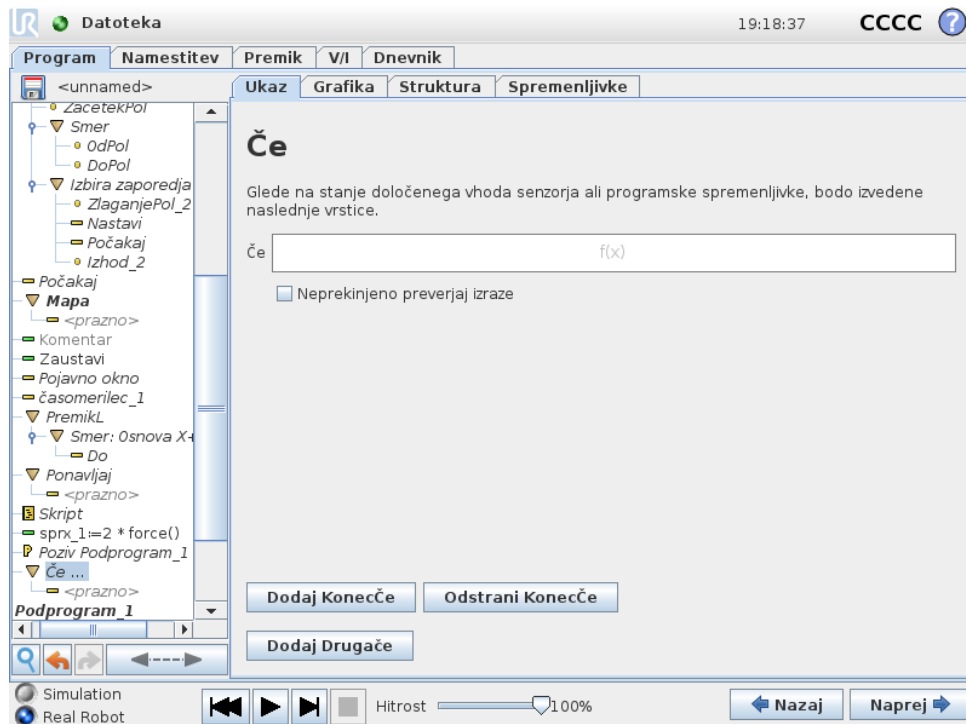 UR Datoteka 19:18:37 CCCC ?
Program Namestitev Premik V/I Dnevnik
<unnamed>
Ukaz Grafika Struktura Spremenljivke
ZacetekPol
Smer
OdPol
DoPol
Izbira zaporedja
ZlaganjePol_2
Nastavi
Počakaj
Izhod_2
Počakaj
Mapa
<prazno>
Komentar
Zaustavi
Pojavno okno
časomerilec_1
PremikL
Smer: Osnova X+
Do
Ponavljaj
<prazno>
Skript
sprx_1:=2 * force()
P Poziv Podprogram_1
Če ...
<prazno>
Podprogram_1
Če
Glede na stanje določenega vhoda senzorja ali programske spremenljivke, bodo izvedene
naslednje vrstice.
Če f(x)
Neprekinjeno preverjaj izraze
Dodaj KonecČe Odstrani KonecČe
Dodaj Drugače
Simulation
Real Robot
Hitrost 100%
Nazaj Naprej